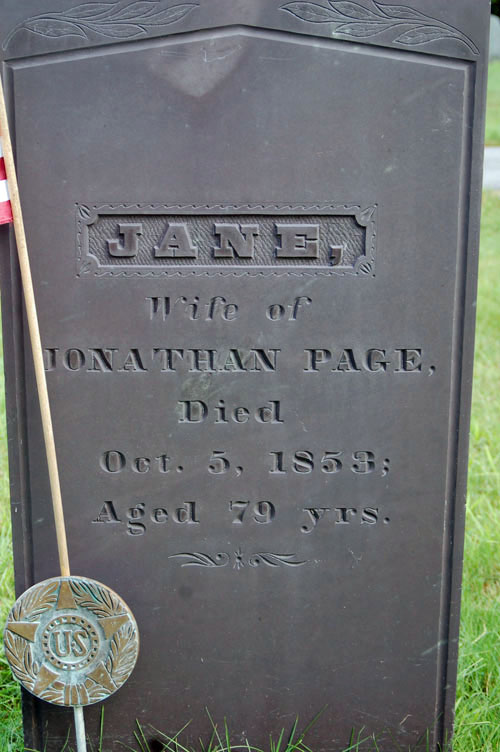 JANE,
Wife of
JONATHAN PAGE,
Died
Oct. 5, 1853;
Aged 79 yrs.
US